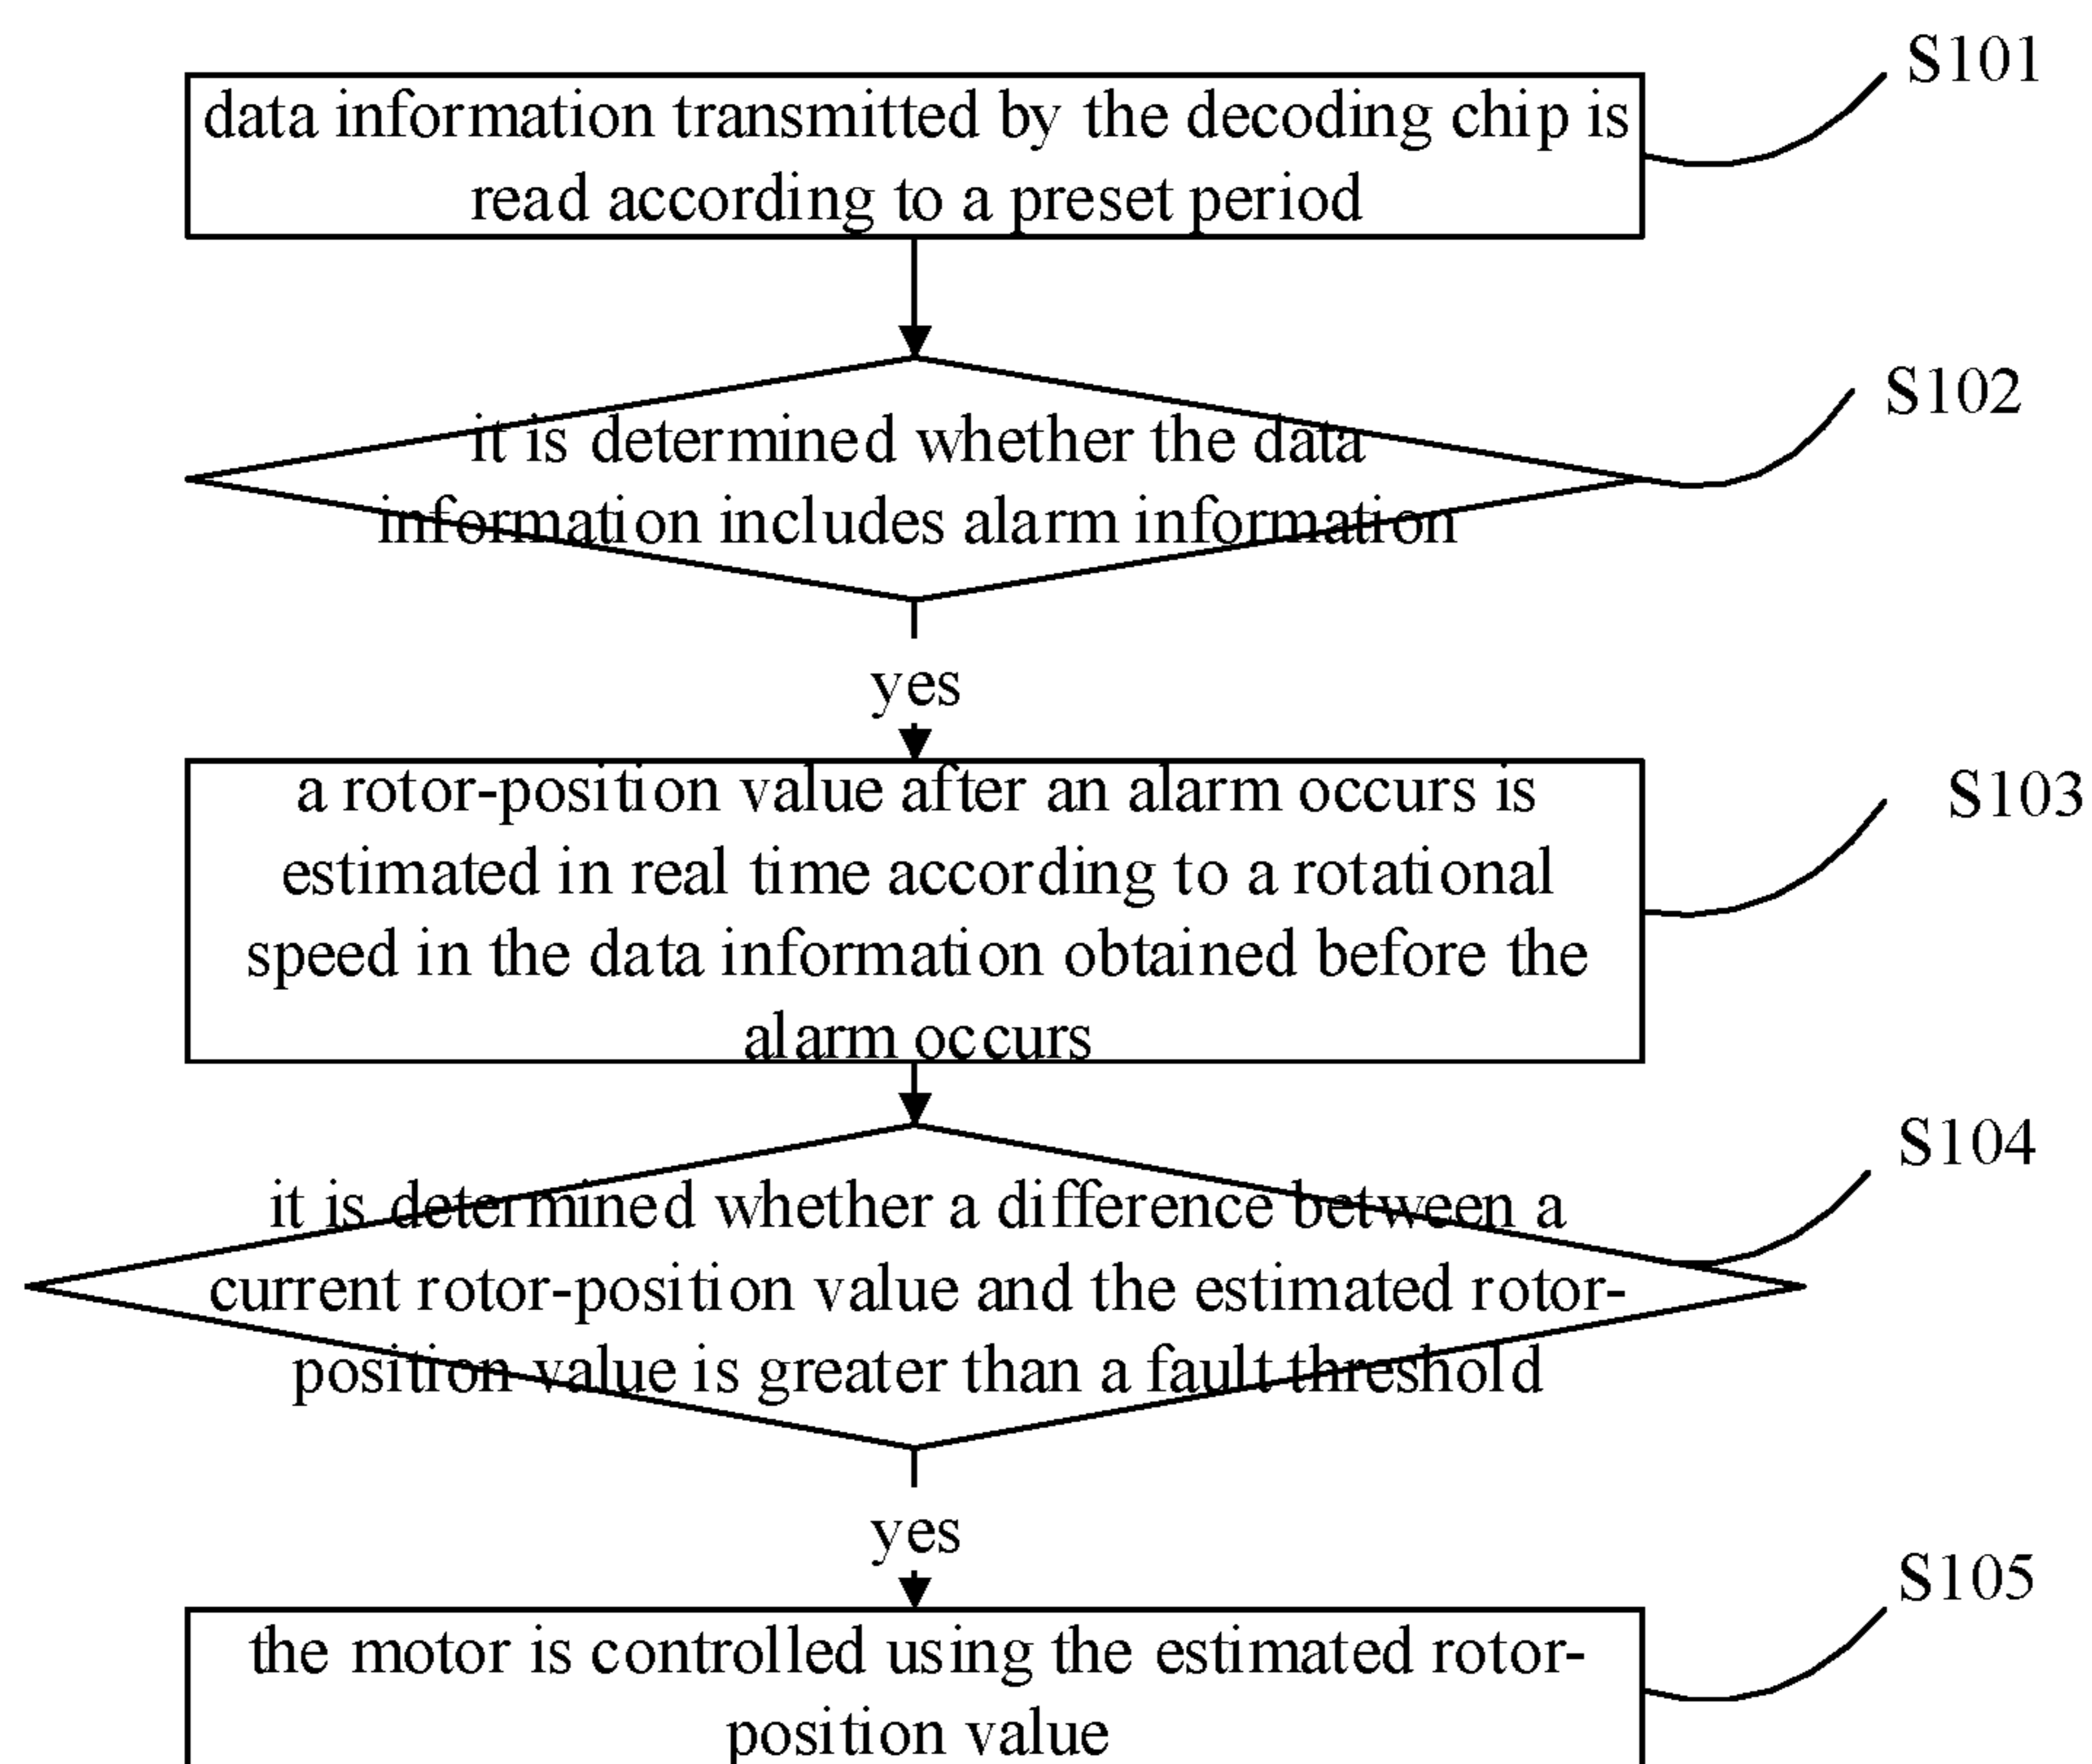 S101
data information transmitted by the decoding chip is
read according to a preset period
S102
it is determined whether the data
information includes alarm information
yes
S103
a rotor-position value after an alarm occurs is
estimated in real time according to a rotational
speed in the data information obtained before the
alarm occurs
S104
it is determined whether a difference between a
current rotor-position value and the estimated rotor-
position value is greater than a fault threshold
yes
S105
the motor is controlled using the estimated rotor-
position value